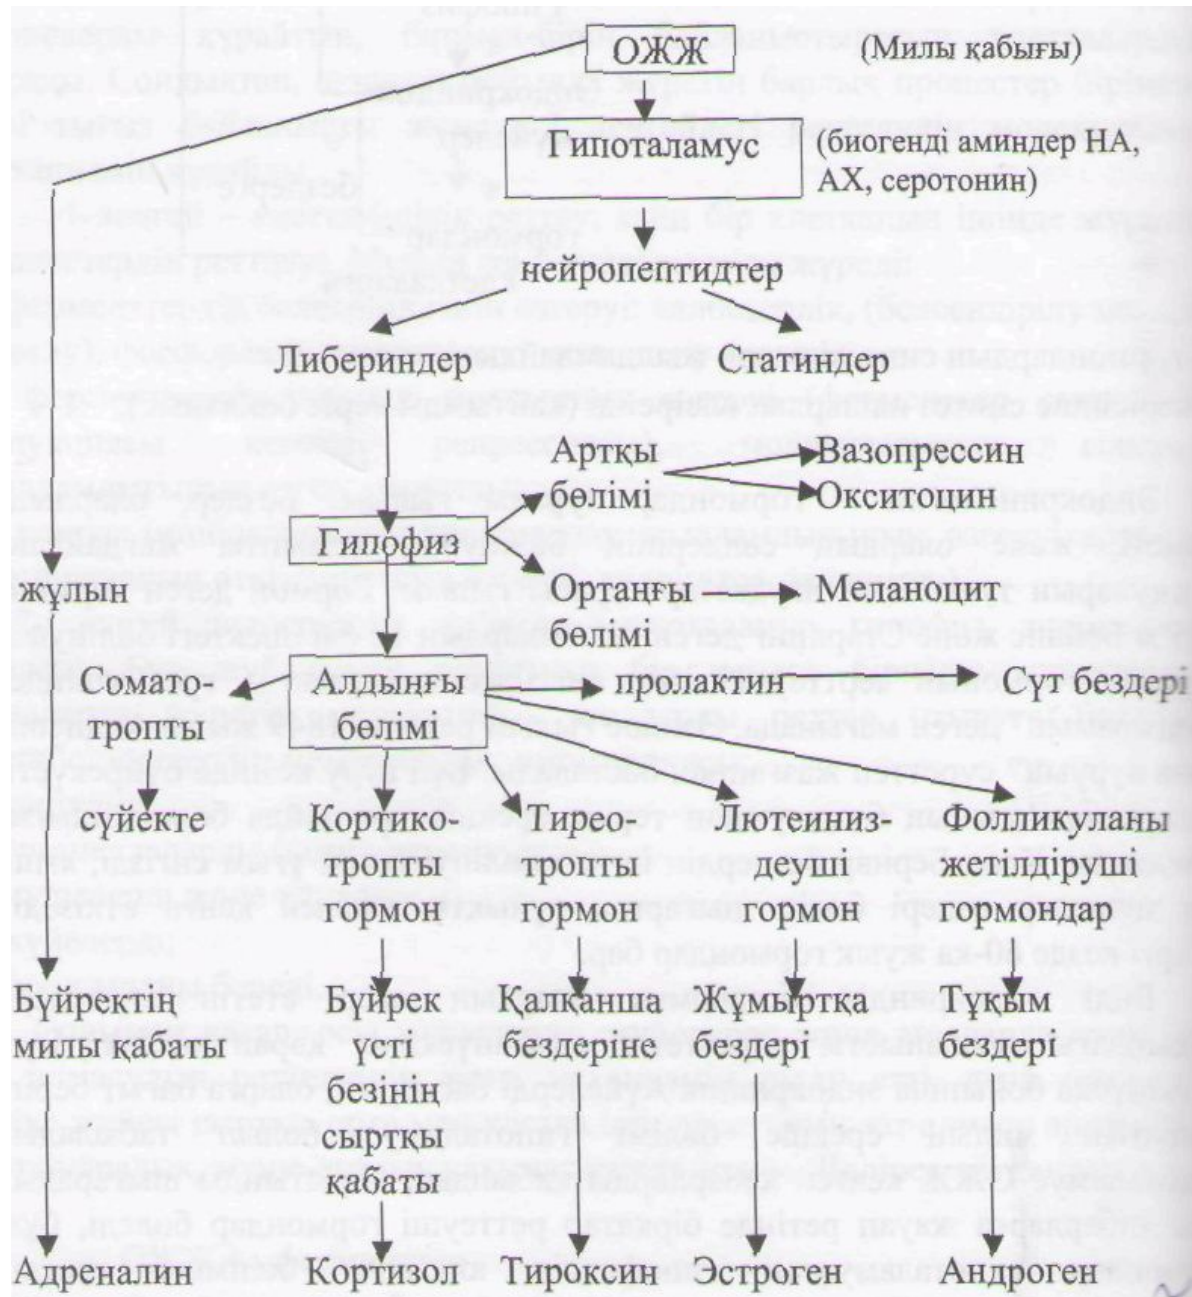 ОЖЖ (Милы қабығы)
Гипоталамус (биогенді аминдер НА,
АХ, серотонин)
нейропептидтер
Либериндер Статиндер
Артқы Вазопрессин
бөлімі Окситоцин
Гипофиз
жұлын Ортаңғы Меланоцит
бөлімі
Сомато- Алдыңғы пролактин Сүт бездері
тропты бөлімі
сүйекте Кортико- Тирео- Лютеиниз- Фолликуланы
тропты тропты деуші жетілдіруші
гормон гормон гормон гормондар
Бүйректің Бүйрек Қалқанша Жұмыртқа Тұқым
милы қабаты үсті бездеріне бездері бездері
безінің
сыртқы
қабаты
Адреналин Кортизол Тироксин Эстроген Андроген